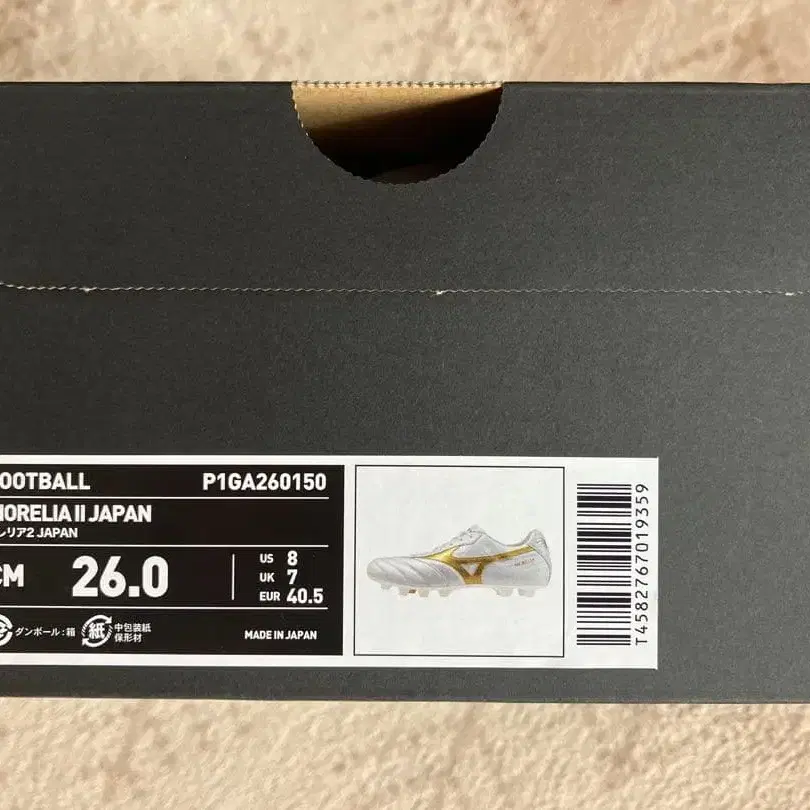 OOTBALL P1GA260150
MORELIA II JAPAN
レリア2 JAPAN
CM 26.0
US 8
UK 7
EUR 40.5
ダンボール:箱 紙 中包装紙
保形材
MADE IN JAPAN
T4582767019359